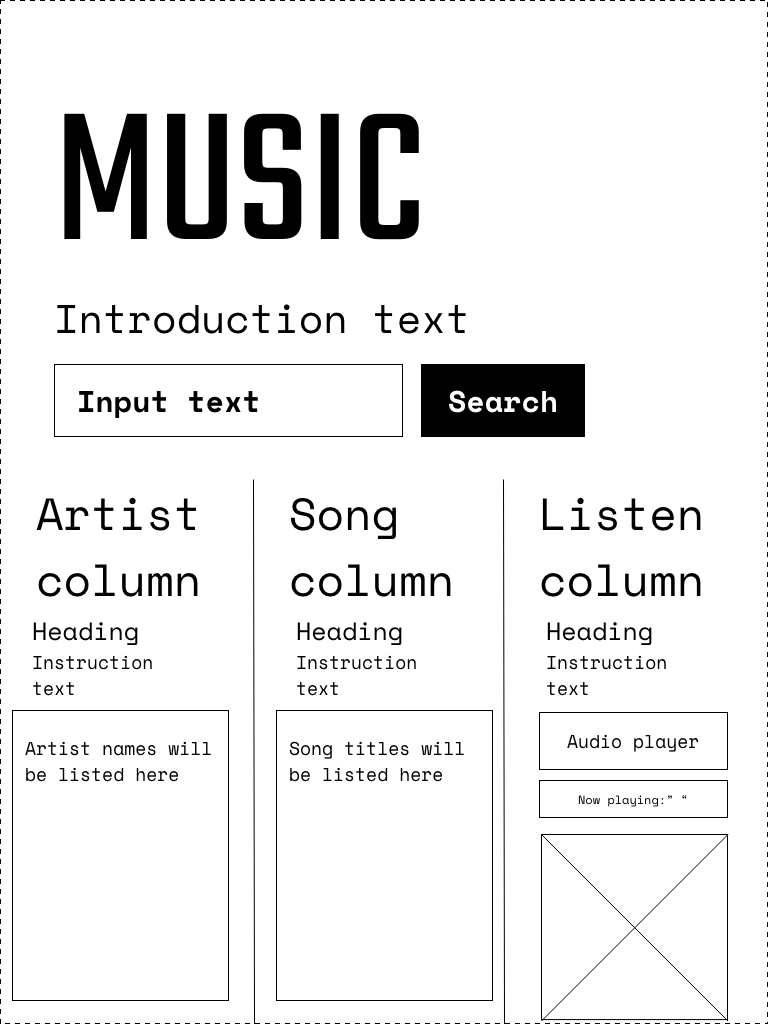 MUSIC
Introduction text
Input text
Search
Artist
column
Heading
Instruction
text
Artist names will
be listed here
Song
column
Heading
Instruction
text
Song titles will
be listed here
Listen
column
Heading
Instruction
text
Audio player
Now playing:” “